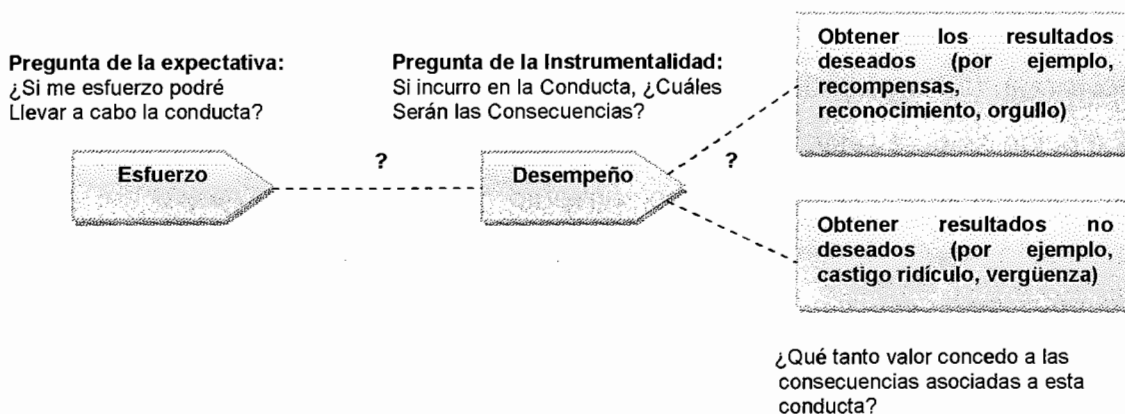 Pregunta de la expectativa:
¿Si me esfuerzo podré
Llevar a cabo la conducta?
Pregunta de la Instrumentalidad:
Si incurro en la Conducta, ¿Cuáles
Serán las Consecuencias?
Obtener los resultados
deseados (por ejemplo,
recompensas,
reconocimiento, orgullo)
Esfuerzo
?
Desempeño
?
Obtener resultados no
deseados (por ejemplo,
castigo ridículo, vergüenza)
¿Qué tanto valor concedo a las
consecuencias asociadas a esta
conducta?